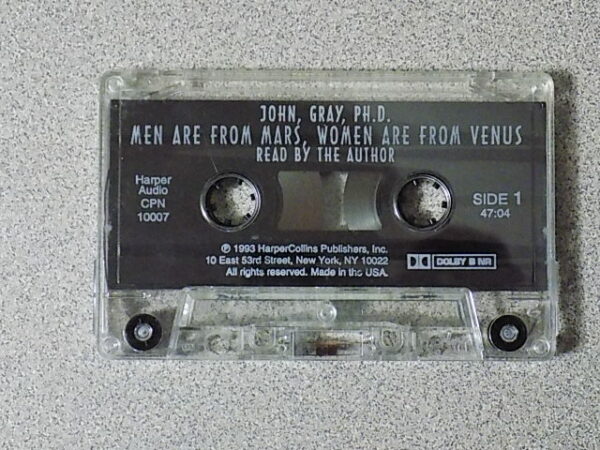 JOHN, GRAY, PH.D.
MEN ARE FROM MARS, WOMEN ARE FROM VENUS
READ BY THE AUTHOR
Harper
Audio
CPN
10007
SIDE 1
47:04
℗ 1993 HarperCollins Publishers, Inc.
10 East 53rd Street, New York, NY 10022
All rights reserved. Made in the USA.
DOLBY B NR